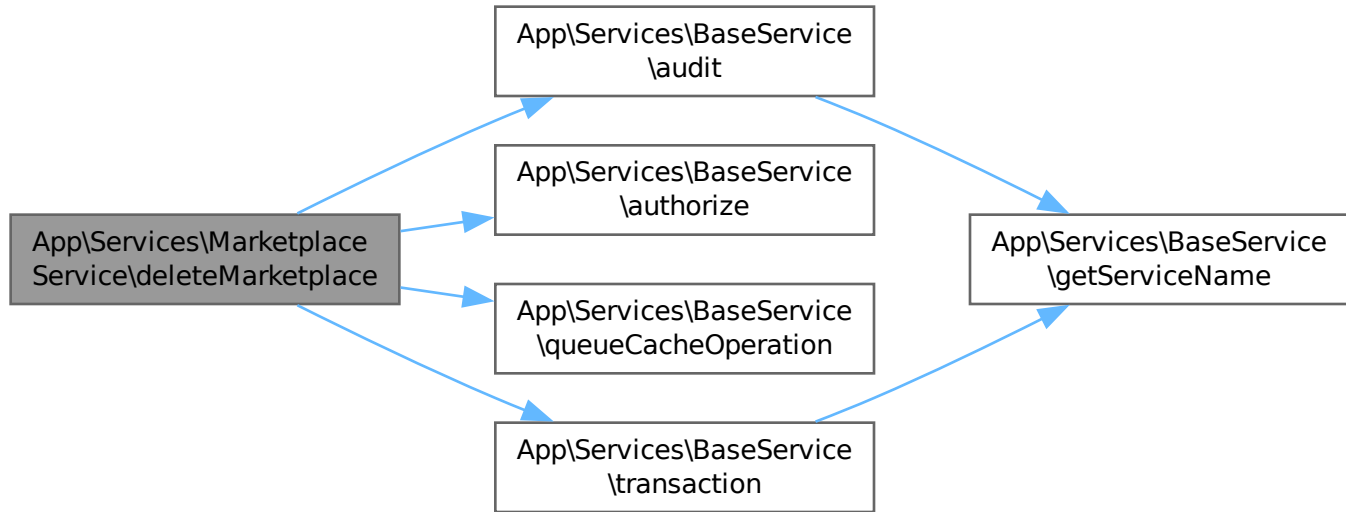 App\Services\BaseService
\audit
App\Services\BaseService
\authorize
App\Services\Marketplace
Service\deleteMarketplace
App\Services\BaseService
\getServiceName
App\Services\BaseService
\queueCacheOperation
App\Services\BaseService
\transaction